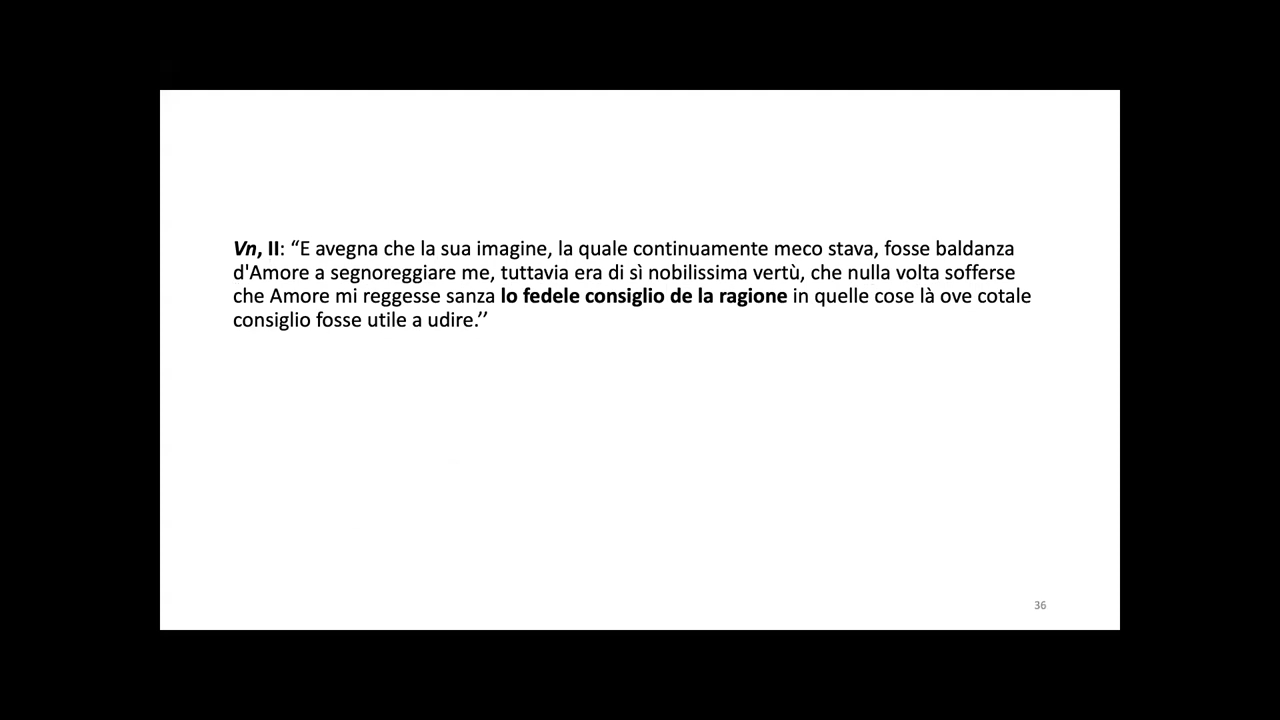 Vn, II: “E avegna che la sua imagine, la quale continuamente meco stava, fosse baldanza
d'Amore a segnoreggiare me, tuttavia era di sì nobilissima vertù, che nulla volta sofferse
che Amore mi reggesse sanza lo fedele consiglio de la ragione in quelle cose là ove cotale
consiglio fosse utile a udire.’’
36